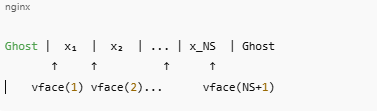 nginx
Ghost | x₁ | x₂ | ... | x_NS | Ghost
↑ ↑ ↑ ↑
vface(1) vface(2)... vface(NS+1)